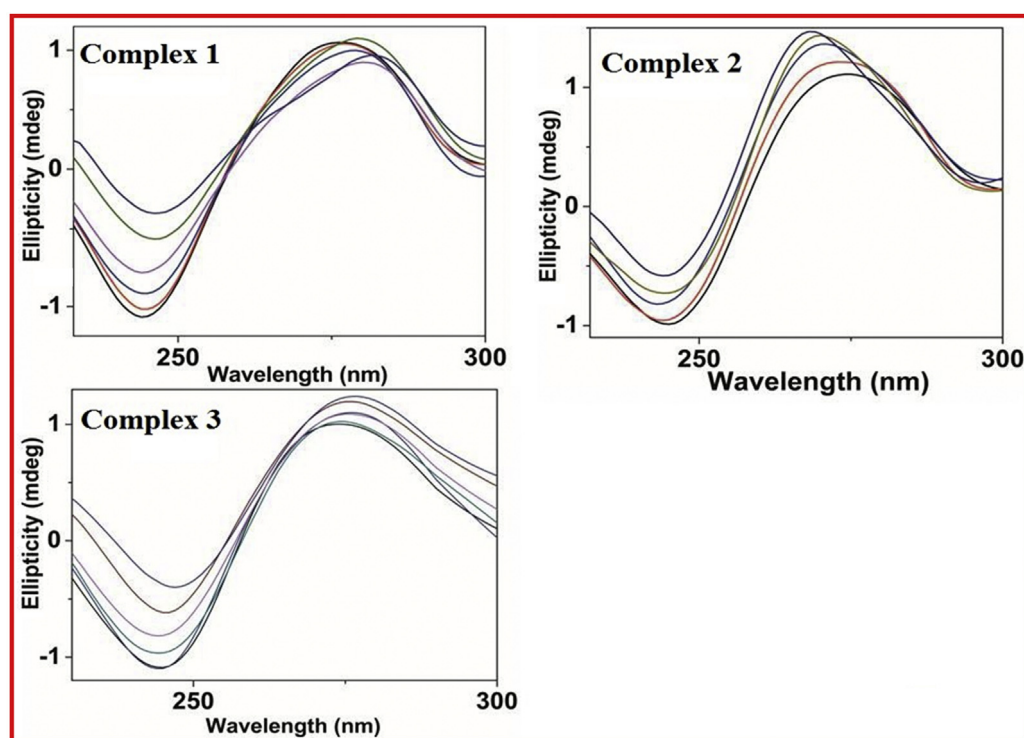 Complex 1
Ellipticity (mdeg)
1
0
-1
250
300
Wavelength (nm)
Complex 2
Ellipticity (mdeg)
1
0
-1
250
300
Wavelength (nm)
Complex 3
Ellipticity (mdeg)
1
0
-1
250
300
Wavelength (nm)